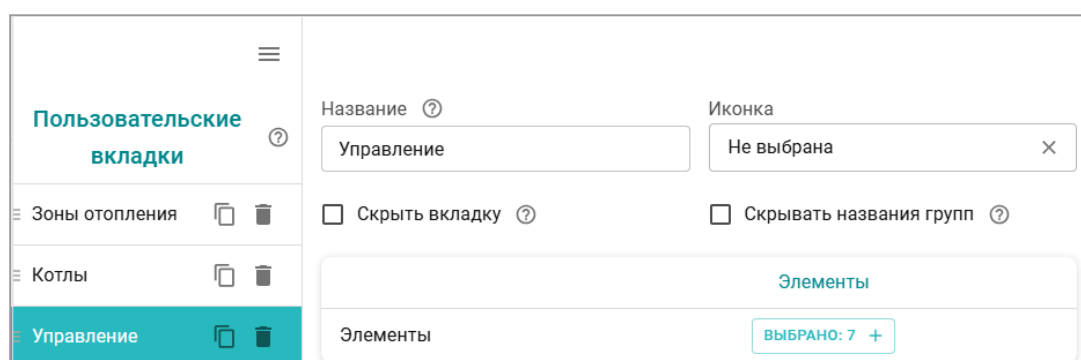 Пользовательские
вкладки
Зоны отопления
Котлы
Управление
Название
Иконка
Управление
Не выбрана
Скрыть вкладку
Скрывать названия групп
Элементы
Элементы
ВЫБРАНО: 7 +